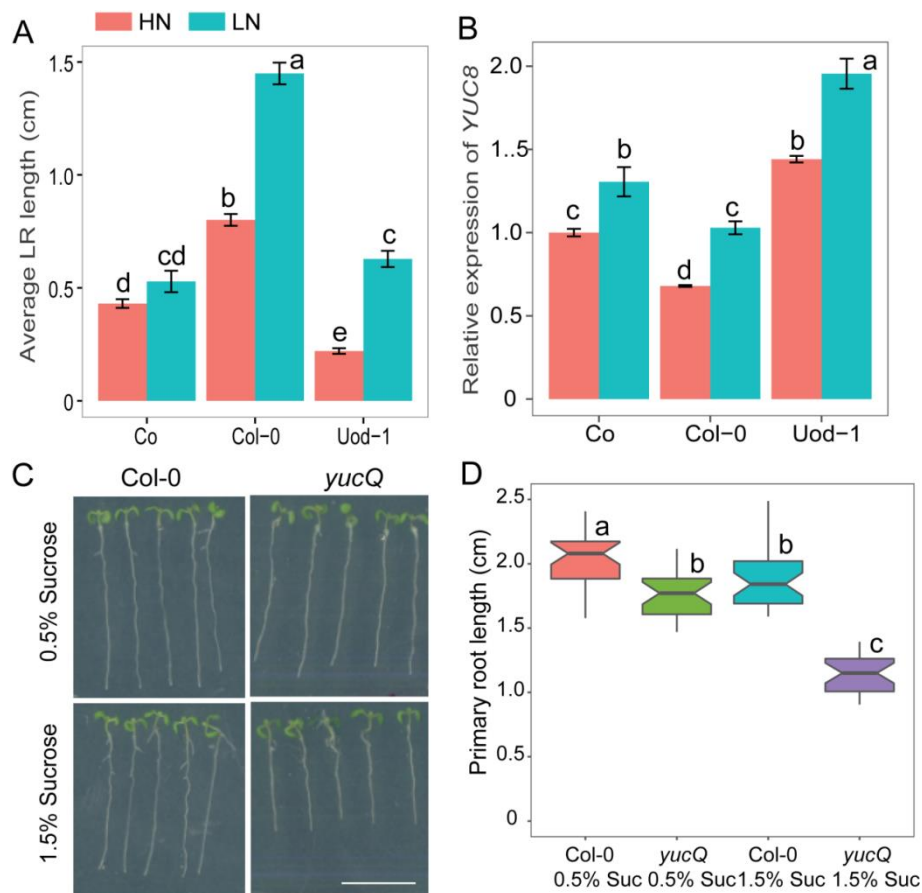 A
HN
LN
Average LR length (cm)
1.5
1.0
0.5
0
d
cd
b
a
e
c
Co
Col-0
Uod-1
B
Relative expression of YUC8
2.0
1..5
1.0
0.5
0
c
b
d
c
b
a
Co
Col-0
Uod-1
C
Col-0
yucQ
0.5% Sucrose
1.5% Sucrose
D
Primary root length (cm)
2.5
2.0
1.5
1.0
0.5
0
a
b
b
c
Col-0 yucQ Col-0 yucQ
0.5% Suc 0.5% Suc 1.5% Suc 1.5% Suc